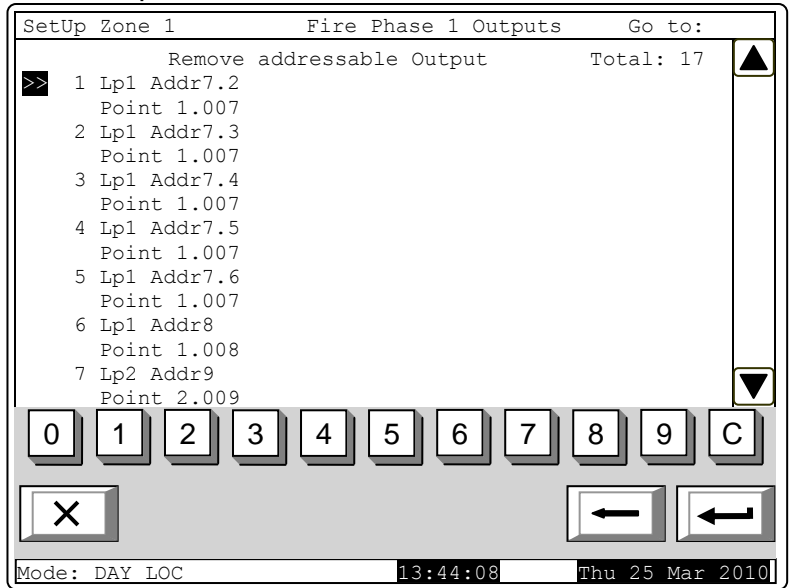 SetUp Zone 1 Fire Phase 1 Outputs Go to:
Remove addressable Output Total: 17
>> 1 Lp1 Addr7.2
Point 1.007
2 Lp1 Addr7.3
Point 1.007
3 Lp1 Addr7.4
Point 1.007
4 Lp1 Addr7.5
Point 1.007
5 Lp1 Addr7.6
Point 1.007
6 Lp1 Addr8
Point 1.008
7 Lp2 Addr9
Point 2.009
0 1 2 3 4 5 6 7 8 9 C
Mode: DAY LOC 13:44:08 Thu 25 Mar 2010